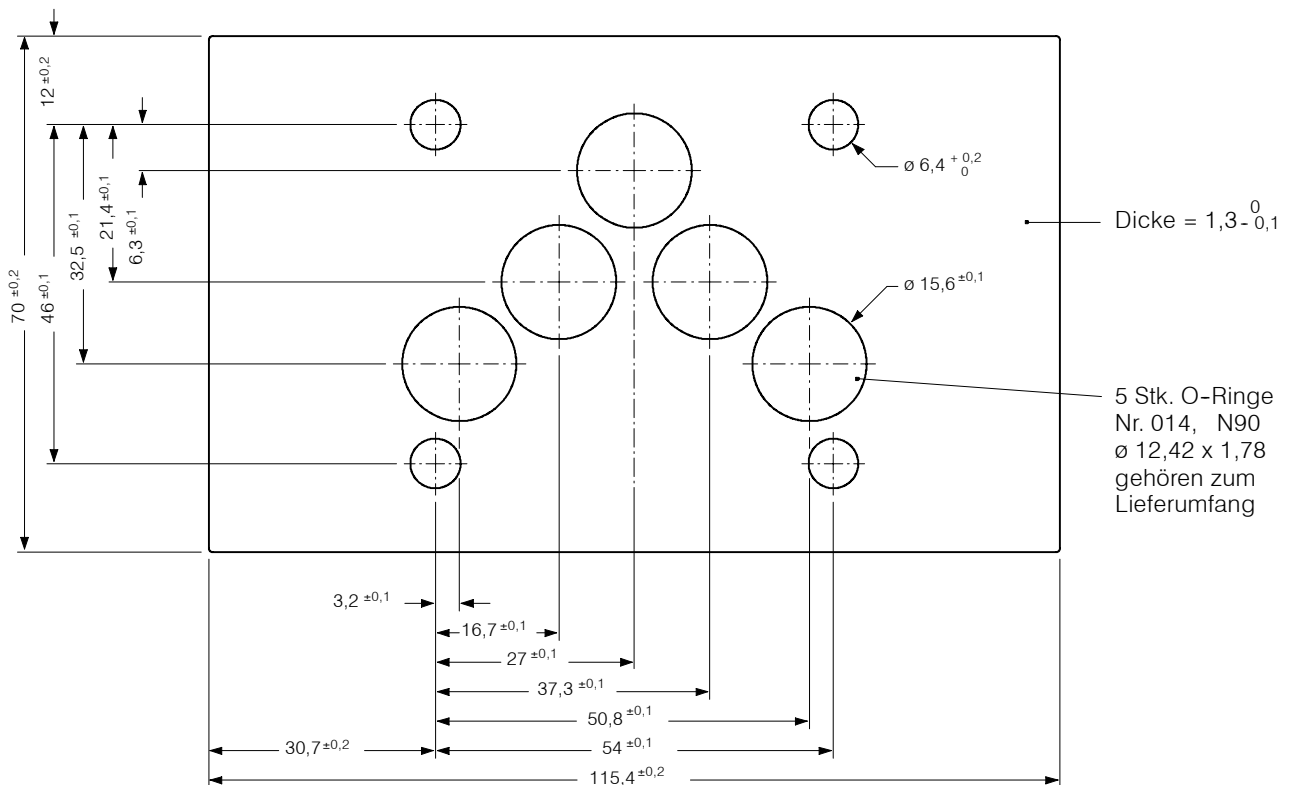 12 ±0,2
70 ±0,2
46 ±0,1
32,5 ±0,1
21,4 ±0,1
6,3 ±0,1
ø 6,4 + 0,2
0
Dicke = 1,3 - 0,1
0
ø 15,6 ±0,1
5 Stk. O-Ringe
Nr. 014, N90
ø 12,42 x 1,78
gehören zum
Lieferumfang
3,2 ±0,1
16,7 ±0,1
27 ±0,1
37,3 ±0,1
50,8 ±0,1
30,7 ±0,2
54 ±0,1
115,4 ±0,2